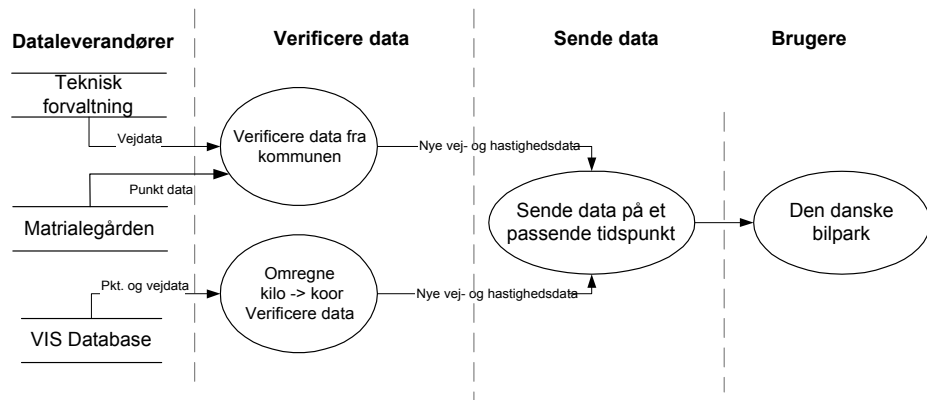 Dataleverandører
Verificere data
Sende data
Brugere
Teknisk
forvaltning
Vejdata
Verificere data fra
kommunen
Nye vej- og hastighedsdata
Punkt data
Matrialegården
Sende data på et
passende tidspunkt
Den danske
bilpark
Pkt. og vejdata
Omregne
kilo -> koor
Verificere data
Nye vej- og hastighedsdata
VIS Database